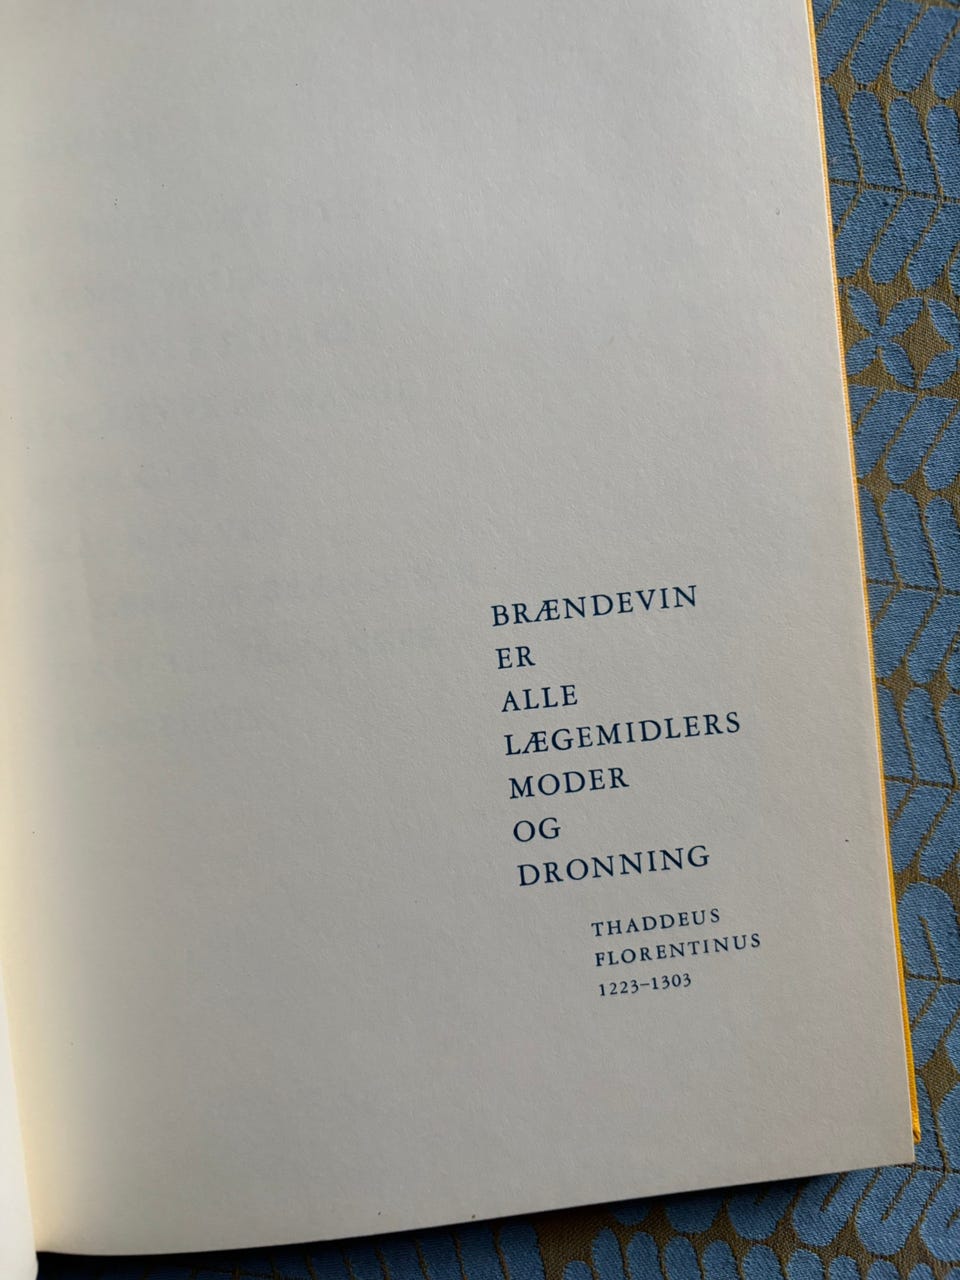 BRÆNDEVIN
ER
ALLE
LÆGEMIDLERS
MODER
OG
DRONNING
THADDEUS
FLORENTINUS
1223–1303